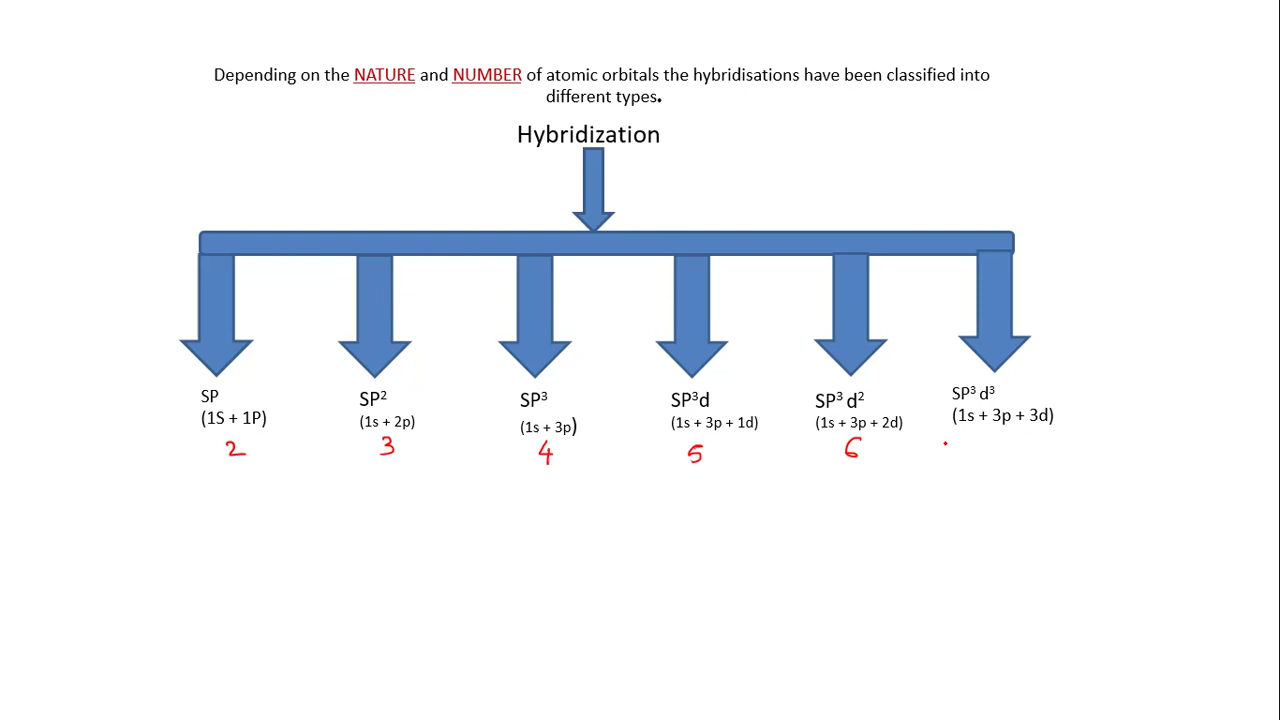 Depending on the NATURE and NUMBER of atomic orbitals the hybridisations have been classified into
different types.
Hybridization
SP
(1S + 1P)
2
SP²
(1s + 2p)
3
SP³
(1s + 3p)
4
SP³d
(1s + 3p + 1d)
5
SP³ d²
(1s + 3p + 2d)
6
SP³ d³
(1s + 3p + 3d)